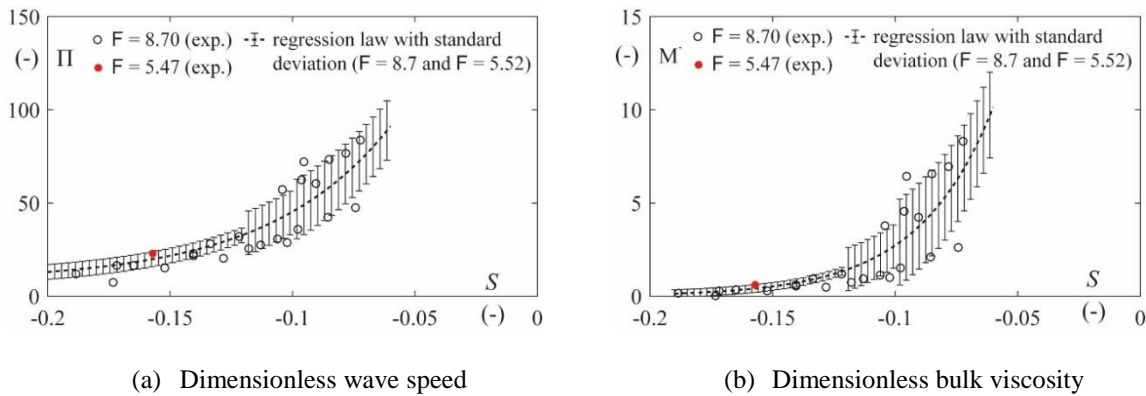 150
(-) Π
F = 8.70 (exp.) regression law with standard
F = 5.47 (exp.) deviation (F = 8.7 and F = 5.52)
100
50
0
S
(-)
-0.2 -0.15 -0.1 -0.05 0
15
(-) M
F = 8.70 (exp.) regression law with standard
F = 5.47 (exp.) deviation (F = 8.7 and F = 5.52)
10
5
0
S
(-)
-0.2 -0.15 -0.1 -0.05 0
(a) Dimensionless wave speed
(b) Dimensionless bulk viscosity